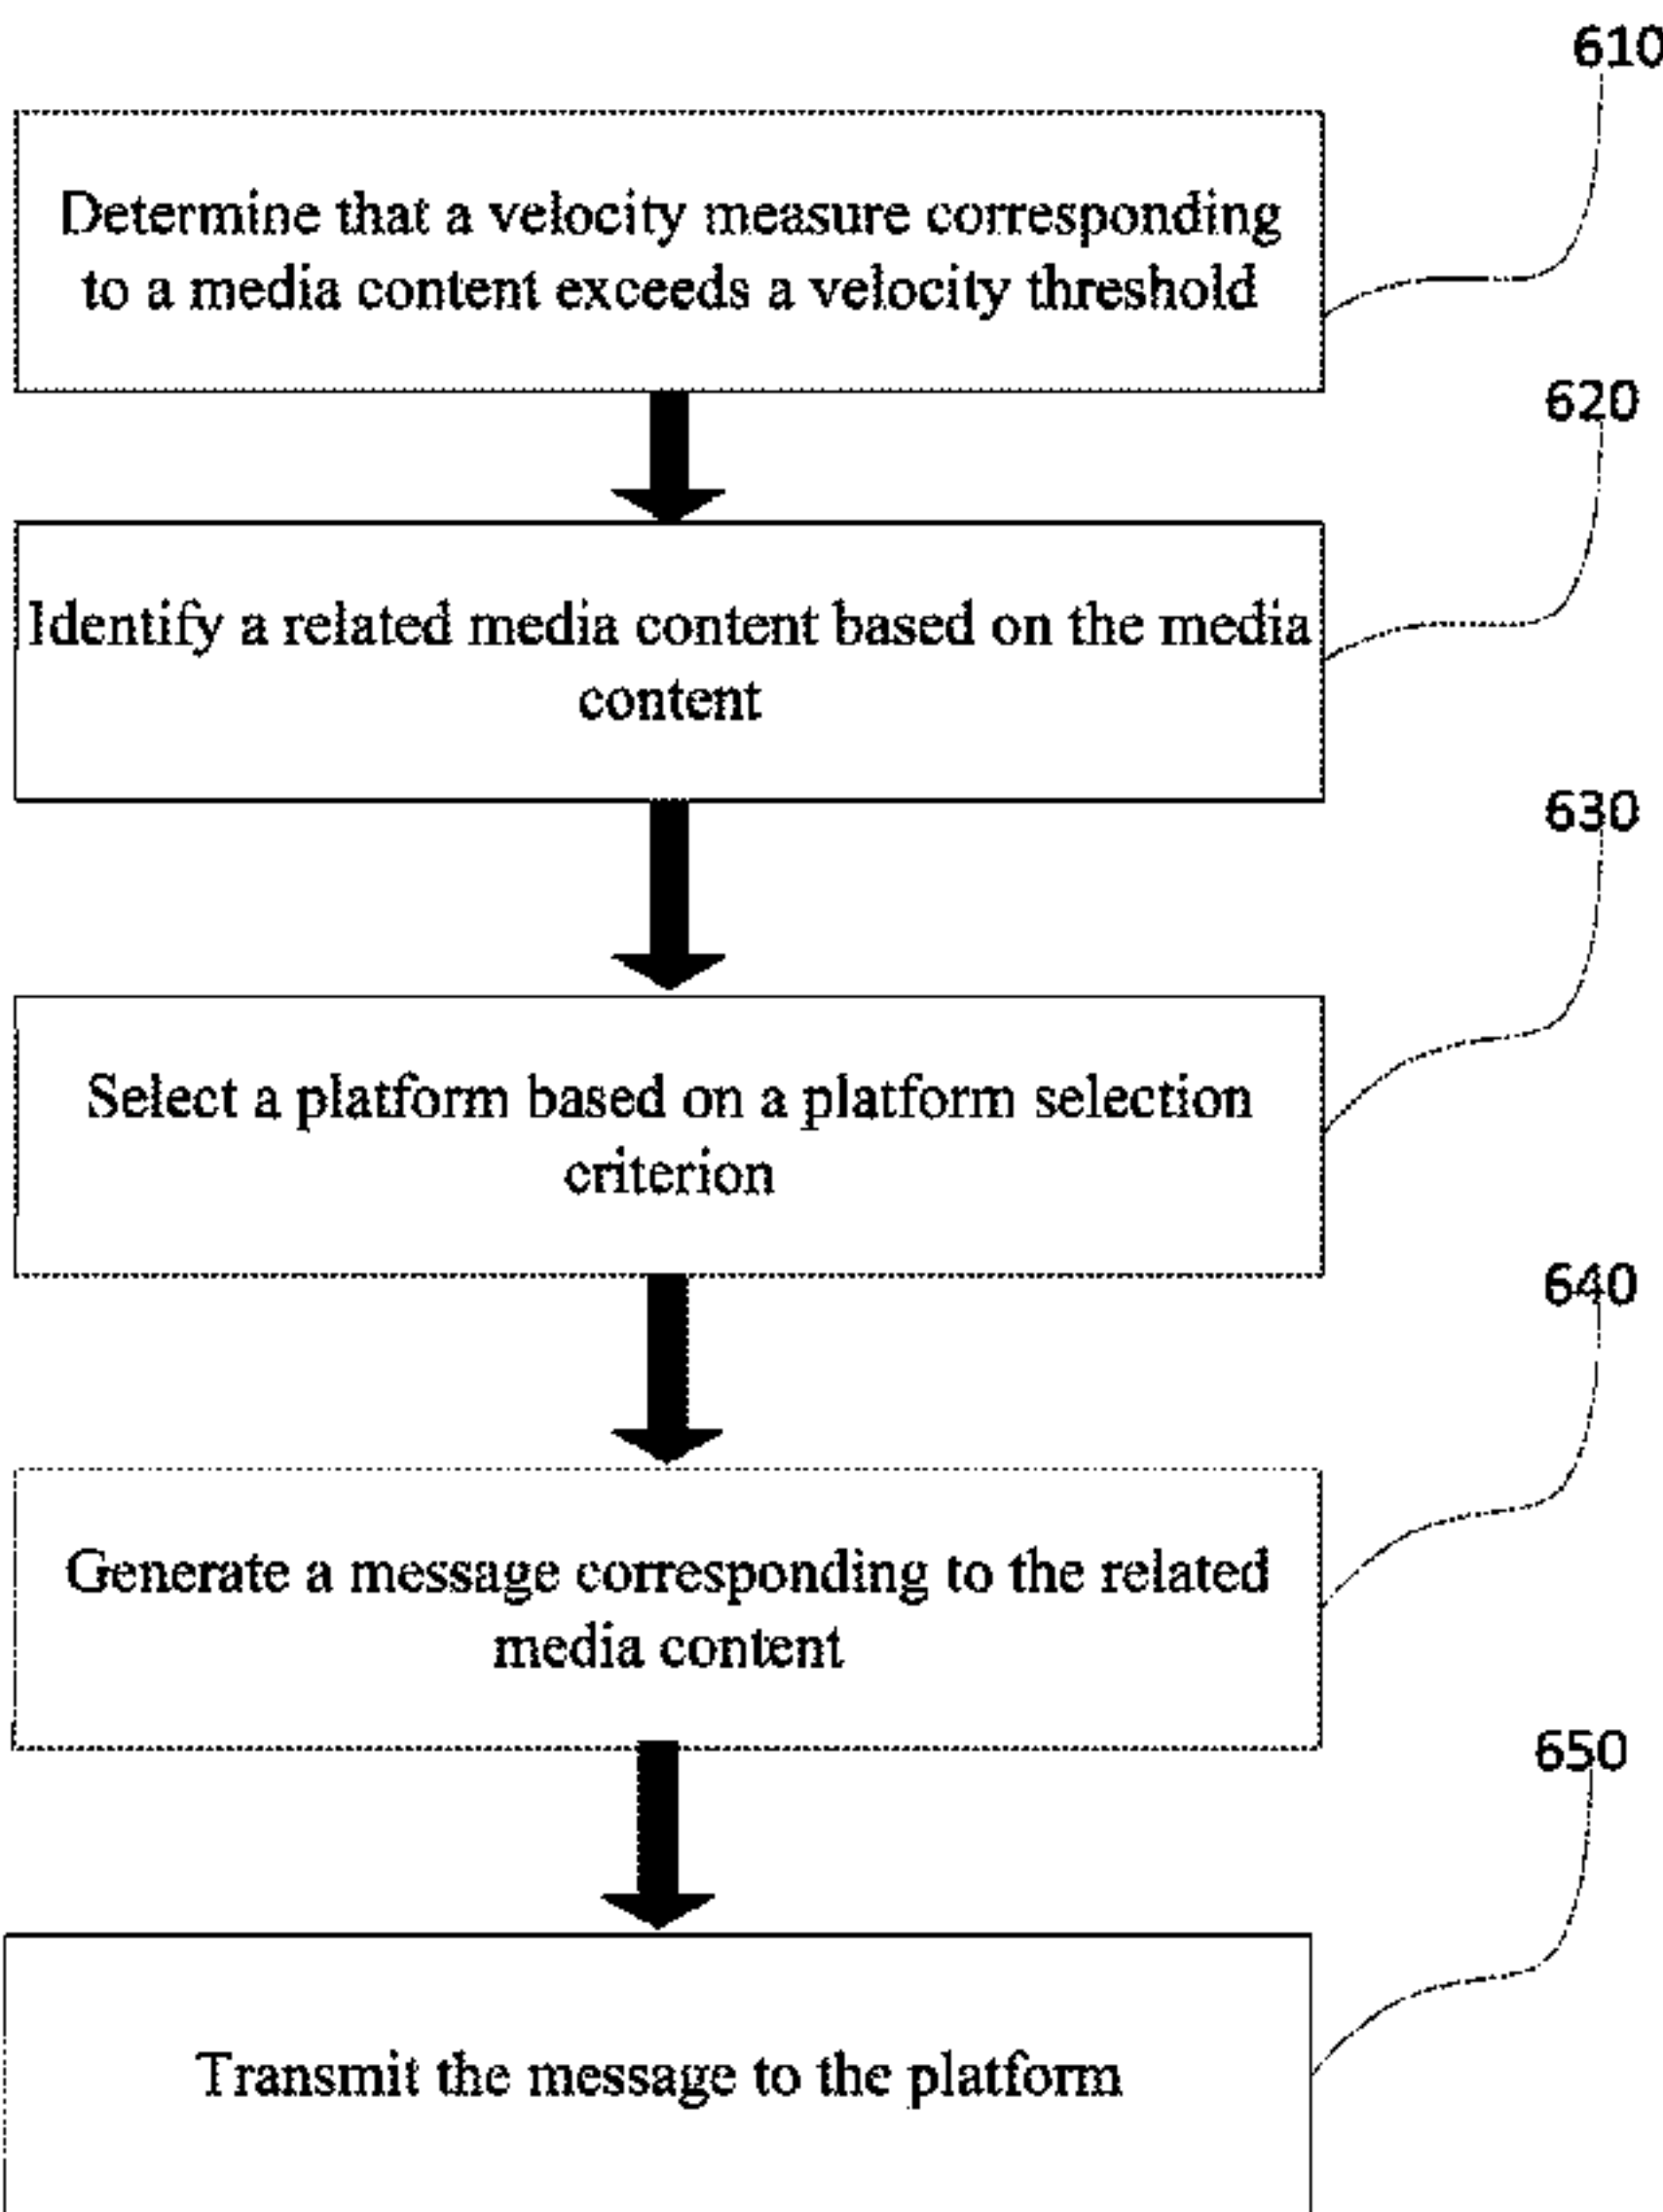 610
Determine that a velocity measure corresponding
to a media content exceeds a velocity threshold
620
Identify a related media content based on the media
content
630
Select a platform based on a platform selection
criterion
640
Generate a message corresponding to the related
media content
650
Transmit the message to the platform